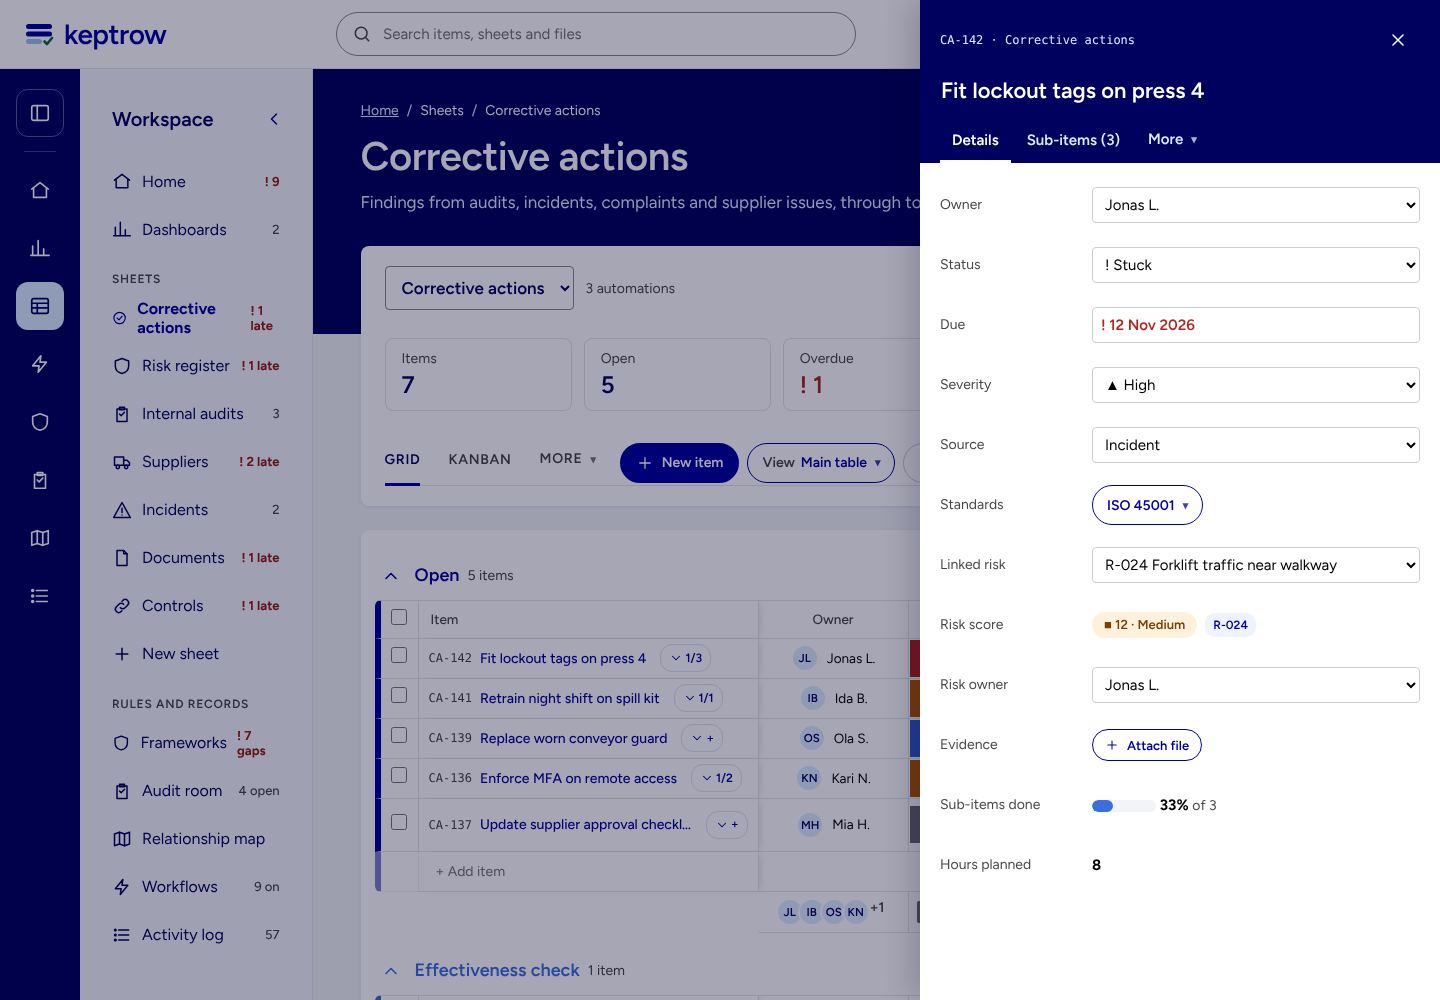 keptrow
Search items, sheets and files
Workspace
Home ! 9
Dashboards 2
SHEETS
Corrective actions ! 1 late
Risk register ! 1 late
Internal audits 3
Suppliers ! 2 late
Incidents 2
Documents ! 1 late
Controls ! 1 late
New sheet
RULES AND RECORDS
Frameworks ! 7 gaps
Audit room 4 open
Relationship map
Workflows 9 on
Activity log 57
Home / Sheets / Corrective actions
Corrective actions
Findings from audits, incidents, complaints and supplier issues, through to
Corrective actions 3 automations
Items
7
Open
5
Overdue
! 1
GRID KANBAN MORE ▾ + New item View Main table ▾
Open 5 items
Item Owner
CA-142 Fit lockout tags on press 4 1/3 JL Jonas L.
CA-141 Retrain night shift on spill kit 1/1 IB Ida B.
CA-139 Replace worn conveyor guard + OS Ola S.
CA-136 Enforce MFA on remote access 1/2 KN Kari N.
CA-137 Update supplier approval checkl... + MH Mia H.
+ Add item
JL IB OS KN +1
Effectiveness check 1 item
CA-142 · Corrective actions
Fit lockout tags on press 4
Details Sub-items (3) More ▾
Owner Jonas L.
Status ! Stuck
Due ! 12 Nov 2026
Severity ▲ High
Source Incident
Standards ISO 45001 ▾
Linked risk R-024 Forklift traffic near walkway
Risk score ■ 12 · Medium R-024
Risk owner Jonas L.
Evidence + Attach file
Sub-items done 33% of 3
Hours planned 8